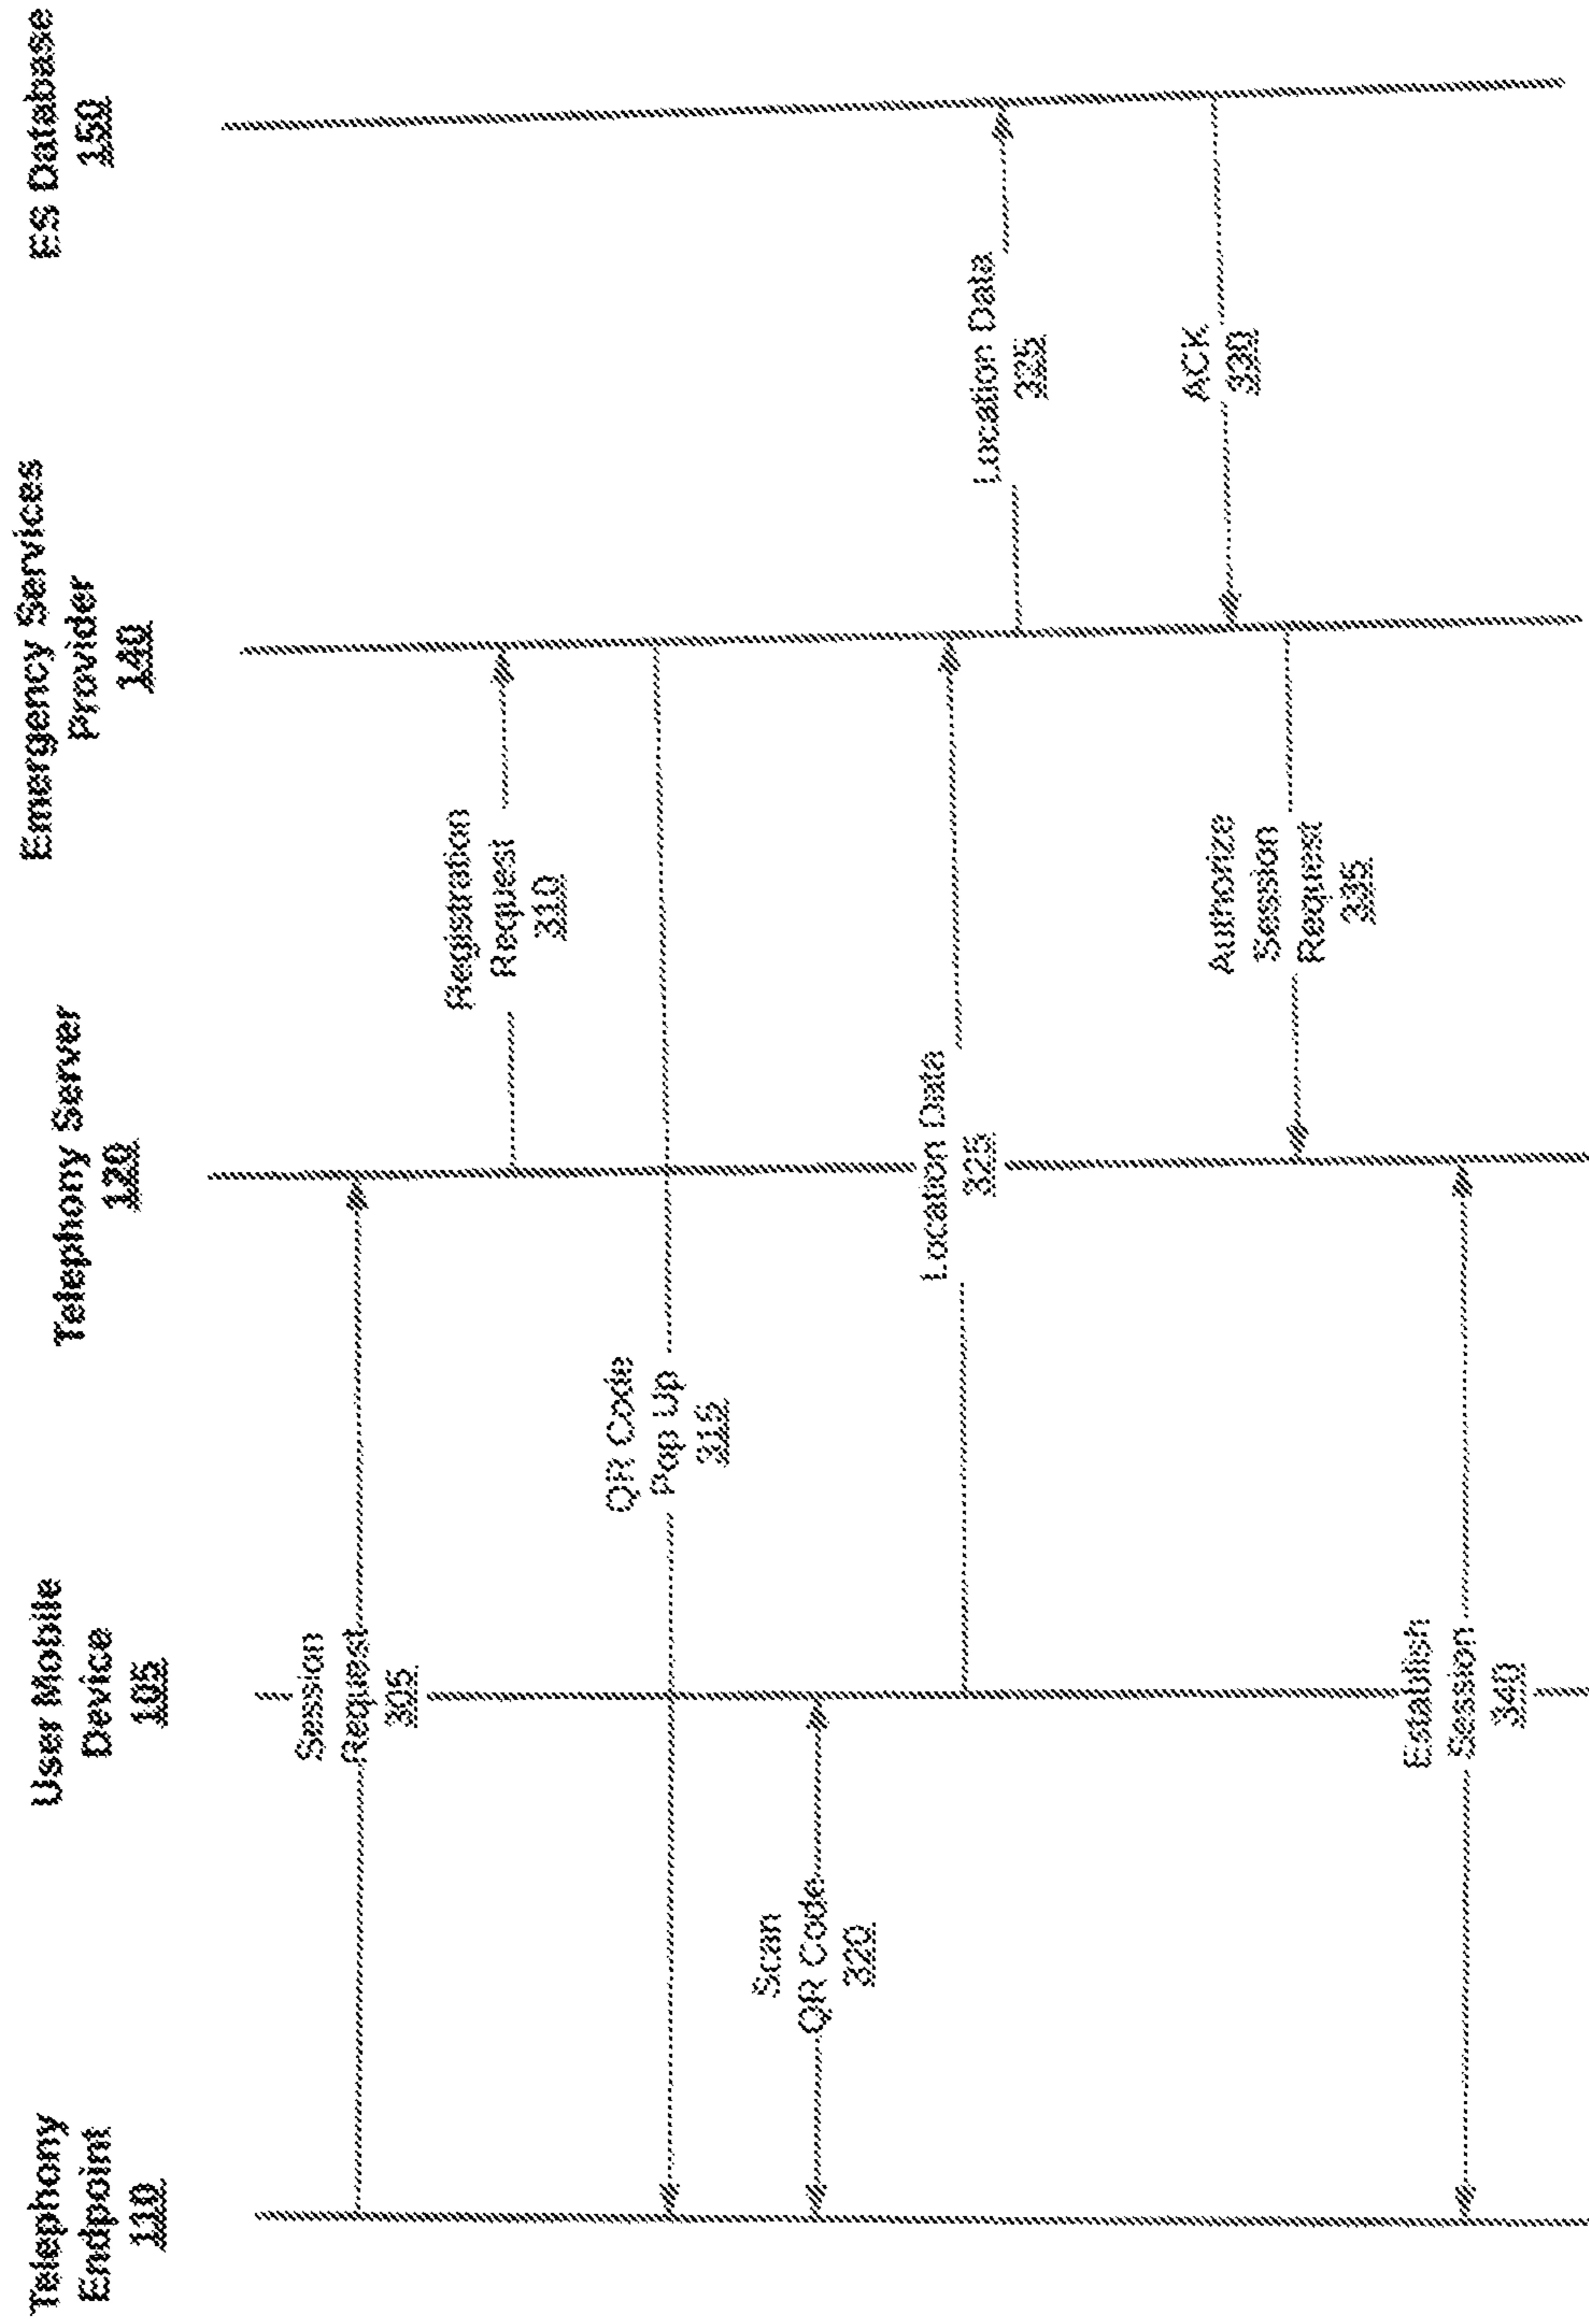 Telephony
Endpoint
110
User Mobile
Device
105
Telephony Server
120
Emergency Services
Provider
140
ES Database
150
Session
Request
305
Registration
Request
310
QR Code
Pop Up
315
Scan
QR Code
320
Location Data
325
Location Data
325
ACK
330
Authorize
Session
Request
335
Establish
Session
340